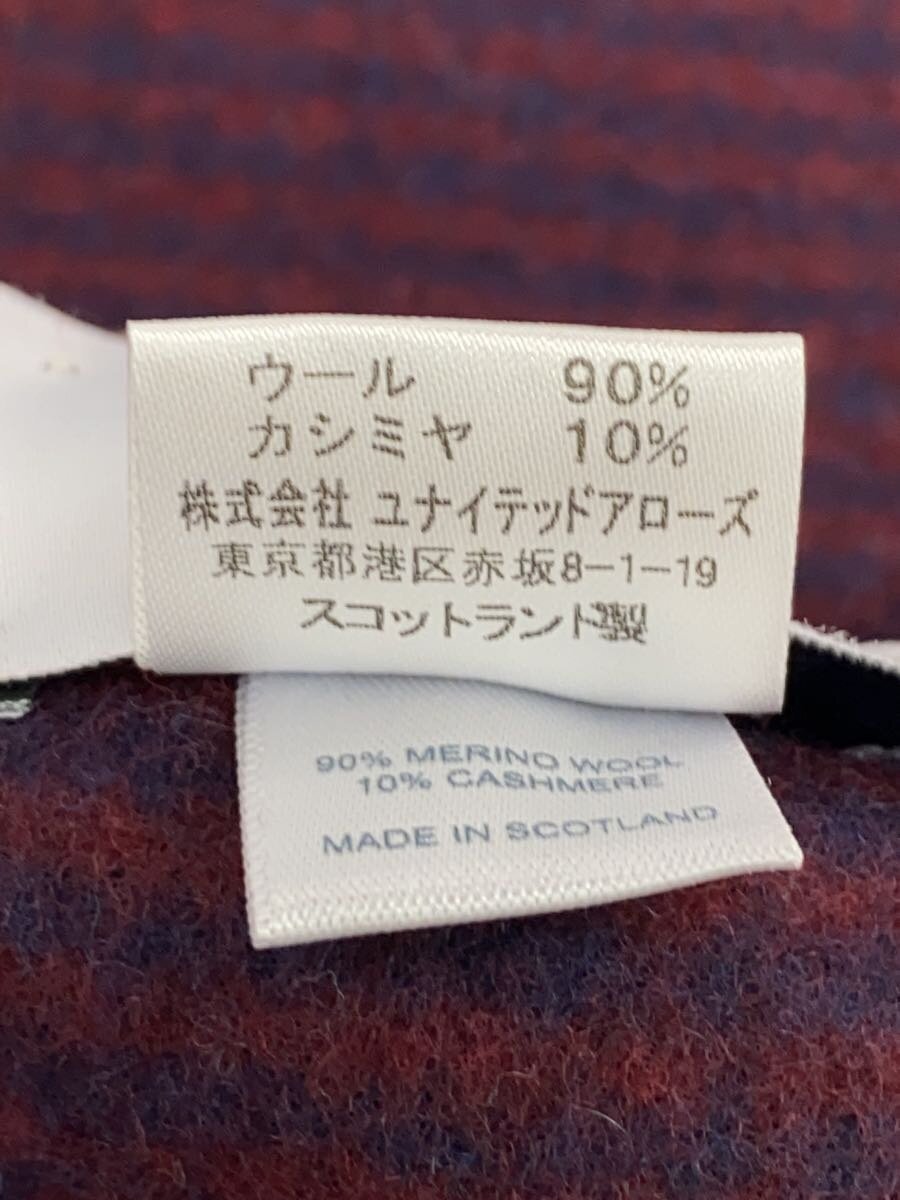 ウール 90%
カシミヤ 10%
株式会社 ユナイテッドアローズ
東京都港区赤坂8-1-19
スコットランド製
90% MERINO WOOL
10% CASHMERE
MADE IN SCOTLAND